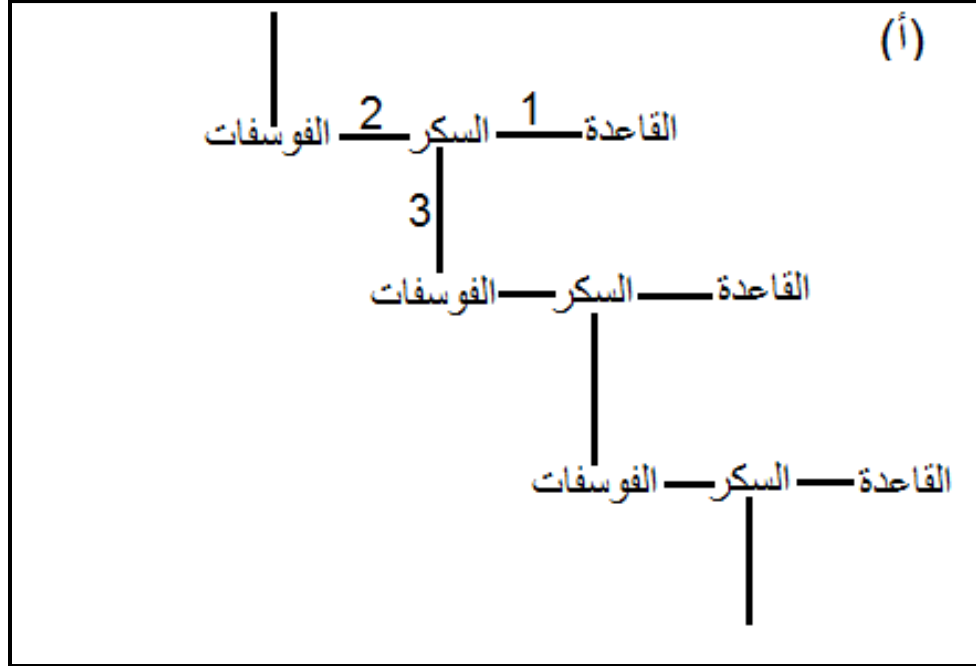 (أ)
القاعدة 1 السكر 2 الفوسفات
3
القاعدة السكر الفوسفات
القاعدة السكر الفوسفات